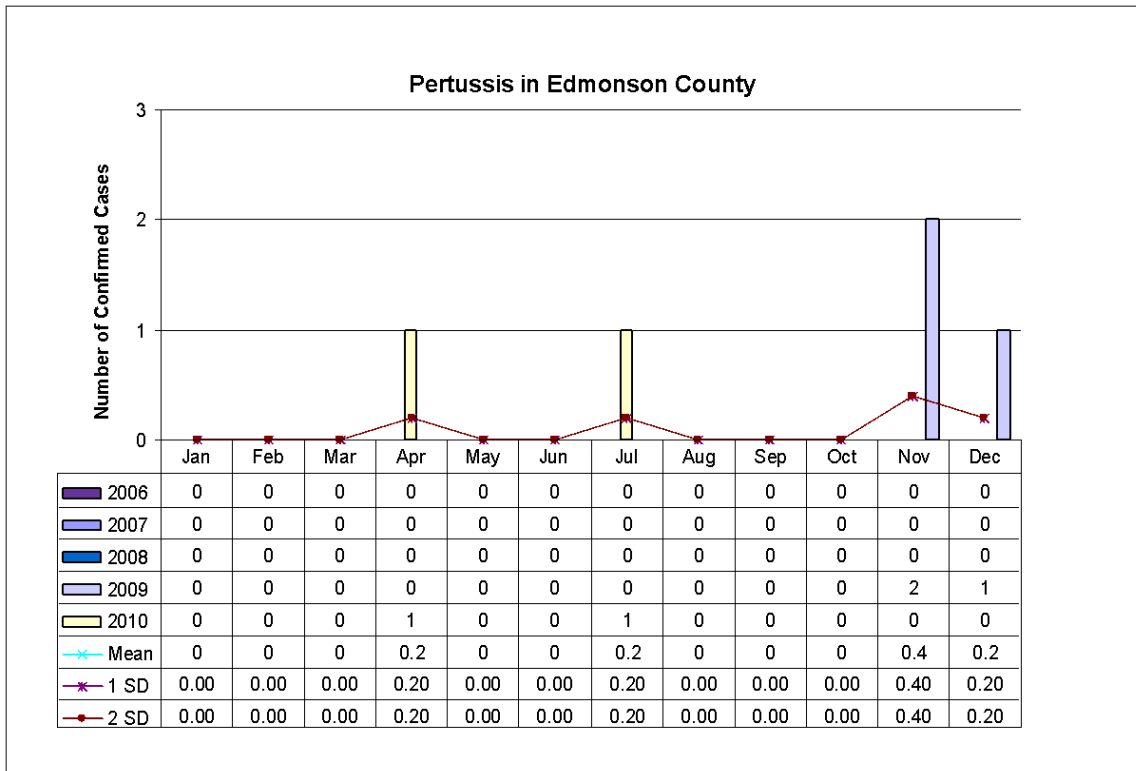 Pertussis in Edmonson County
Number of Confirmed Cases
3
2
1
0
Jan Feb Mar Apr May Jun Jul Aug Sep Oct Nov Dec
2006 0 0 0 0 0 0 0 0 0 0 0 0
2007 0 0 0 0 0 0 0 0 0 0 0 0
2008 0 0 0 0 0 0 0 0 0 0 0 0
2009 0 0 0 0 0 0 0 0 0 0 2 1
2010 0 0 0 1 0 0 1 0 0 0 0 0
Mean 0 0 0 0.2 0 0 0.2 0 0 0 0.4 0.2
1 SD 0.00 0.00 0.00 0.20 0.00 0.00 0.20 0.00 0.00 0.00 0.40 0.20
2 SD 0.00 0.00 0.00 0.20 0.00 0.00 0.20 0.00 0.00 0.00 0.40 0.20